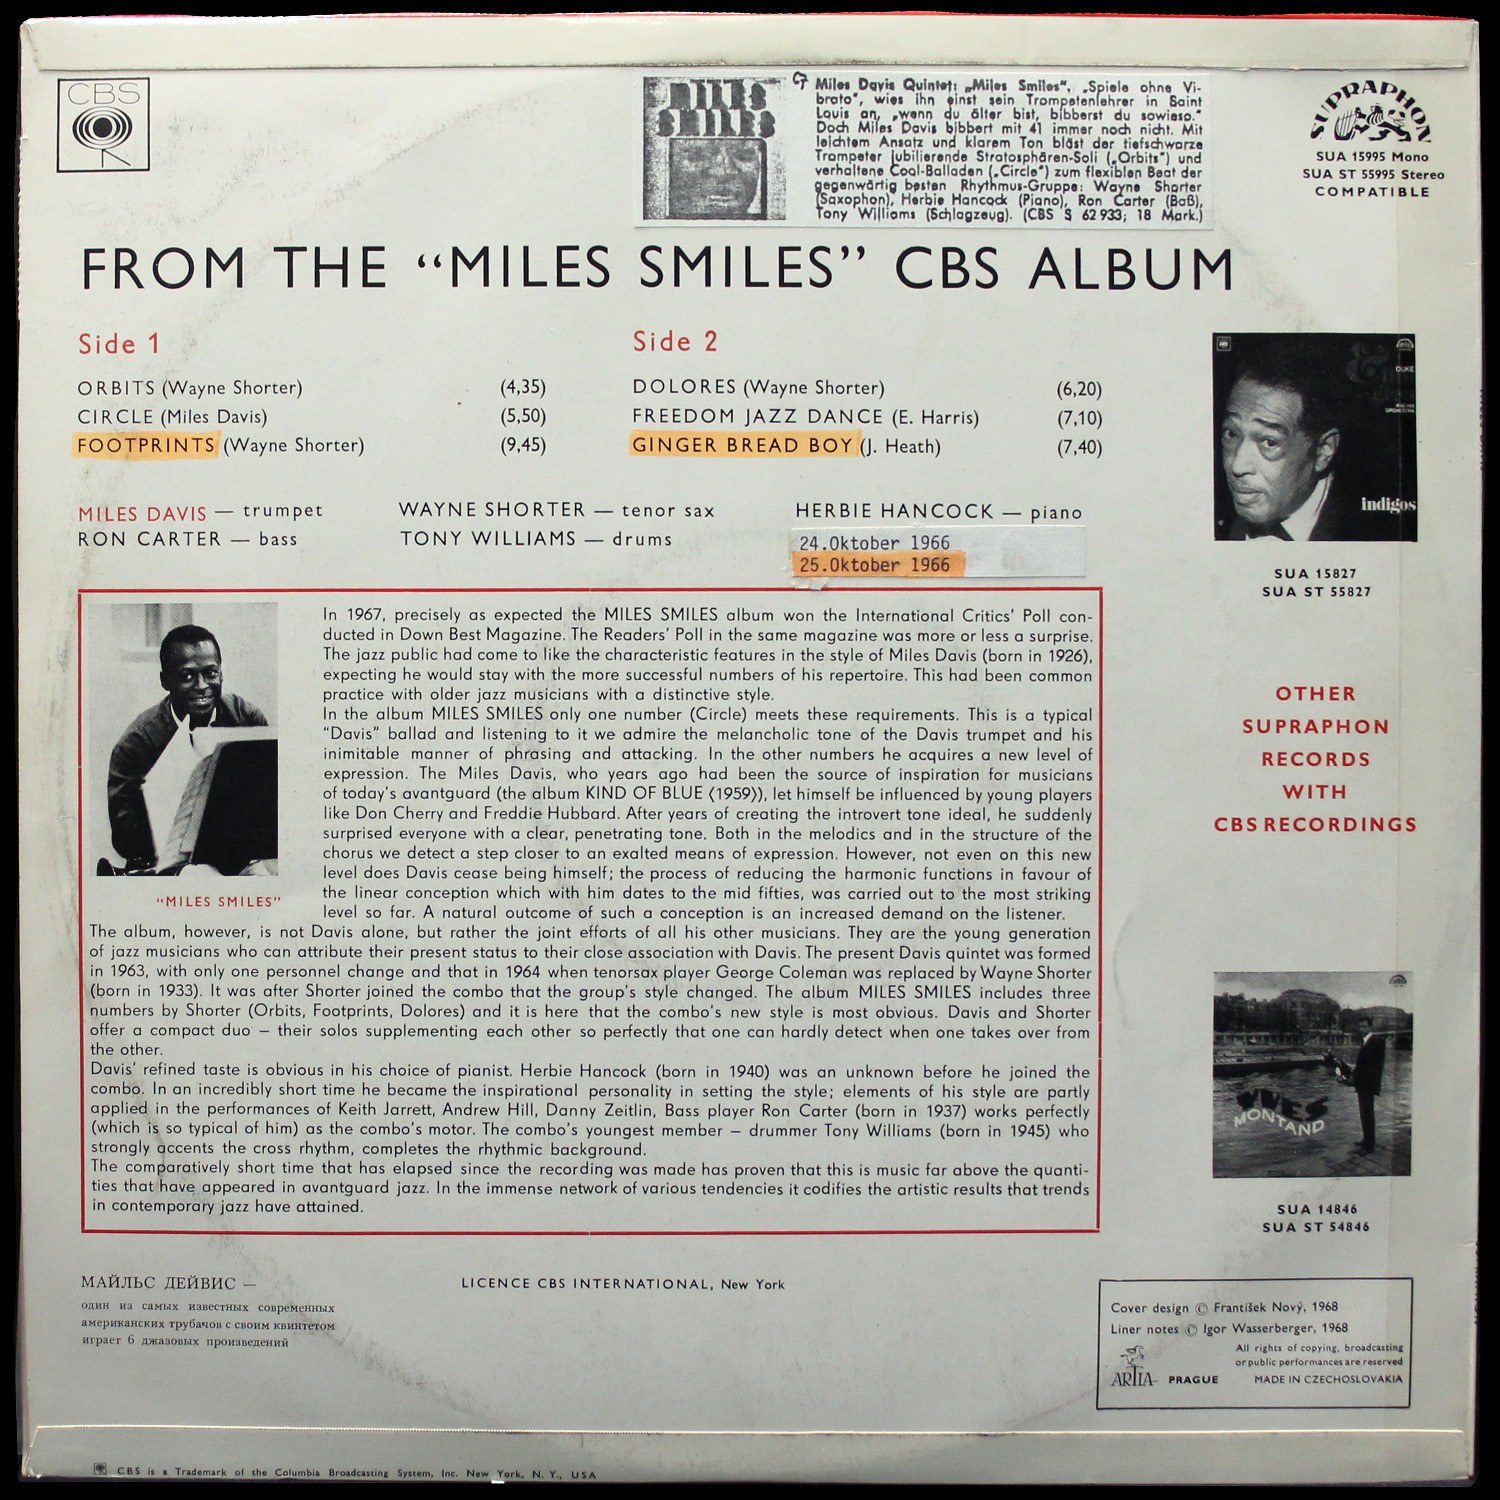 CBS
MILES
SMILES
C7
Miles Davis Quintet: „Miles Smiles“. „Spiele ohne Vi-
brato“, wies ihn einst sein Trompetenlehrer in Saint
Louis an, „wenn du älter bist, bibberst du sowieso.“
Doch Miles Davis bibbert mit 41 immer noch nicht. Mit
leichtem Ansatz und klarem Ton bläst der tiefschwarze
Trompeter jubilierende Stratosphären-Soli („Orbits“) und
verhaltene Cool-Balladen („Circle“) zum flexiblen Beat der
gegenwärtig besten Rhythmus-Gruppe: Wayne Shorter
(Saxophon), Herbie Hancock (Piano), Ron Carter (Baß),
Tony Williams (Schlagzeug). (CBS S 62 933; 18 Mark.)
SUPRAPHON
SUA 15995 Mono
SUA ST 55995 Stereo
COMPATIBLE
FROM THE “MILES SMILES” CBS ALBUM
Side 1
ORBITS (Wayne Shorter) (4,35)
CIRCLE (Miles Davis) (5,50)
FOOTPRINTS (Wayne Shorter) (9,45)
Side 2
DOLORES (Wayne Shorter) (6,20)
FREEDOM JAZZ DANCE (E. Harris) (7,10)
GINGER BREAD BOY (J. Heath) (7,40)
MILES DAVIS — trumpet WAYNE SHORTER — tenor sax HERBIE HANCOCK — piano
RON CARTER — bass TONY WILLIAMS — drums
24.Oktober 1966
25.Oktober 1966
In 1967, precisely as expected the MILES SMILES album won the International Critics’ Poll con-
ducted in Down Best Magazine. The Readers’ Poll in the same magazine was more or less a surprise.
The jazz public had come to like the characteristic features in the style of Miles Davis (born in 1926),
expecting he would stay with the more successful numbers of his repertoire. This had been common
practice with older jazz musicians with a distinctive style.
In the album MILES SMILES only one number (Circle) meets these requirements. This is a typical
“Davis” ballad and listening to it we admire the melancholic tone of the Davis trumpet and his
inimitable manner of phrasing and attacking. In the other numbers he acquires a new level of
expression. The Miles Davis, who years ago had been the source of inspiration for musicians
of today’s avantguard (the album KIND OF BLUE (1959)), let himself be influenced by young players
like Don Cherry and Freddie Hubbard. After years of creating the introvert tone ideal, he suddenly
surprised everyone with a clear, penetrating tone. Both in the melodics and in the structure of the
chorus we detect a step closer to an exalted means of expression. However, not even on this new
level does Davis cease being himself; the process of reducing the harmonic functions in favour of
the linear conception which with him dates to the mid fifties, was carried out to the most striking
level so far. A natural outcome of such a conception is an increased demand on the listener.
“MILES SMILES”
The album, however, is not Davis alone, but rather the joint efforts of all his other musicians. They are the young generation
of jazz musicians who can attribute their present status to their close association with Davis. The present Davis quintet was formed
in 1963, with only one personnel change and that in 1964 when tenorsax player George Coleman was replaced by Wayne Shorter
(born in 1933). It was after Shorter joined the combo that the group’s style changed. The album MILES SMILES includes three
numbers by Shorter (Orbits, Footprints, Dolores) and it is here that the combo’s new style is most obvious. Davis and Shorter
offer a compact duo – their solos supplementing each other so perfectly that one can hardly detect when one takes over from
the other.
Davis’ refined taste is obvious in his choice of pianist. Herbie Hancock (born in 1940) was an unknown before he joined the
combo. In an incredibly short time he became the inspirational personality in setting the style; elements of his style are partly
applied in the performances of Keith Jarrett, Andrew Hill, Danny Zeitlin, Bass player Ron Carter (born in 1937) works perfectly
(which is so typical of him) as the combo’s motor. The combo’s youngest member – drummer Tony Williams (born in 1945) who
strongly accents the cross rhythm, completes the rhythmic background.
The comparatively short time that has elapsed since the recording was made has proven that this is music far above the quanti-
ties that have appeared in avantguard jazz. In the immense network of various tendencies it codifies the artistic results that trends
in contemporary jazz have attained.
DUKE
indigos
SUA 15827
SUA ST 55827
OTHER
SUPRAPHON
RECORDS
WITH
CBS RECORDINGS
YVES
MONTAND
SUA 14846
SUA ST 54846
МАЙЛЬС ДЕЙВИС —
один из самых известных современных
американских трубачов с своим квинтетом
играет 6 джазовых произведений
LICENCE CBS INTERNATIONAL, New York
Cover design © František Nový, 1968
Liner notes © Igor Wasserberger, 1968
All rights of copying, broadcasting
or public performances are reserved
ARTIA PRAGUE MADE IN CZECHOSLOVAKIA
CBS is a Trademark of the Columbia Broadcasting System, Inc. New York, N. Y., USA